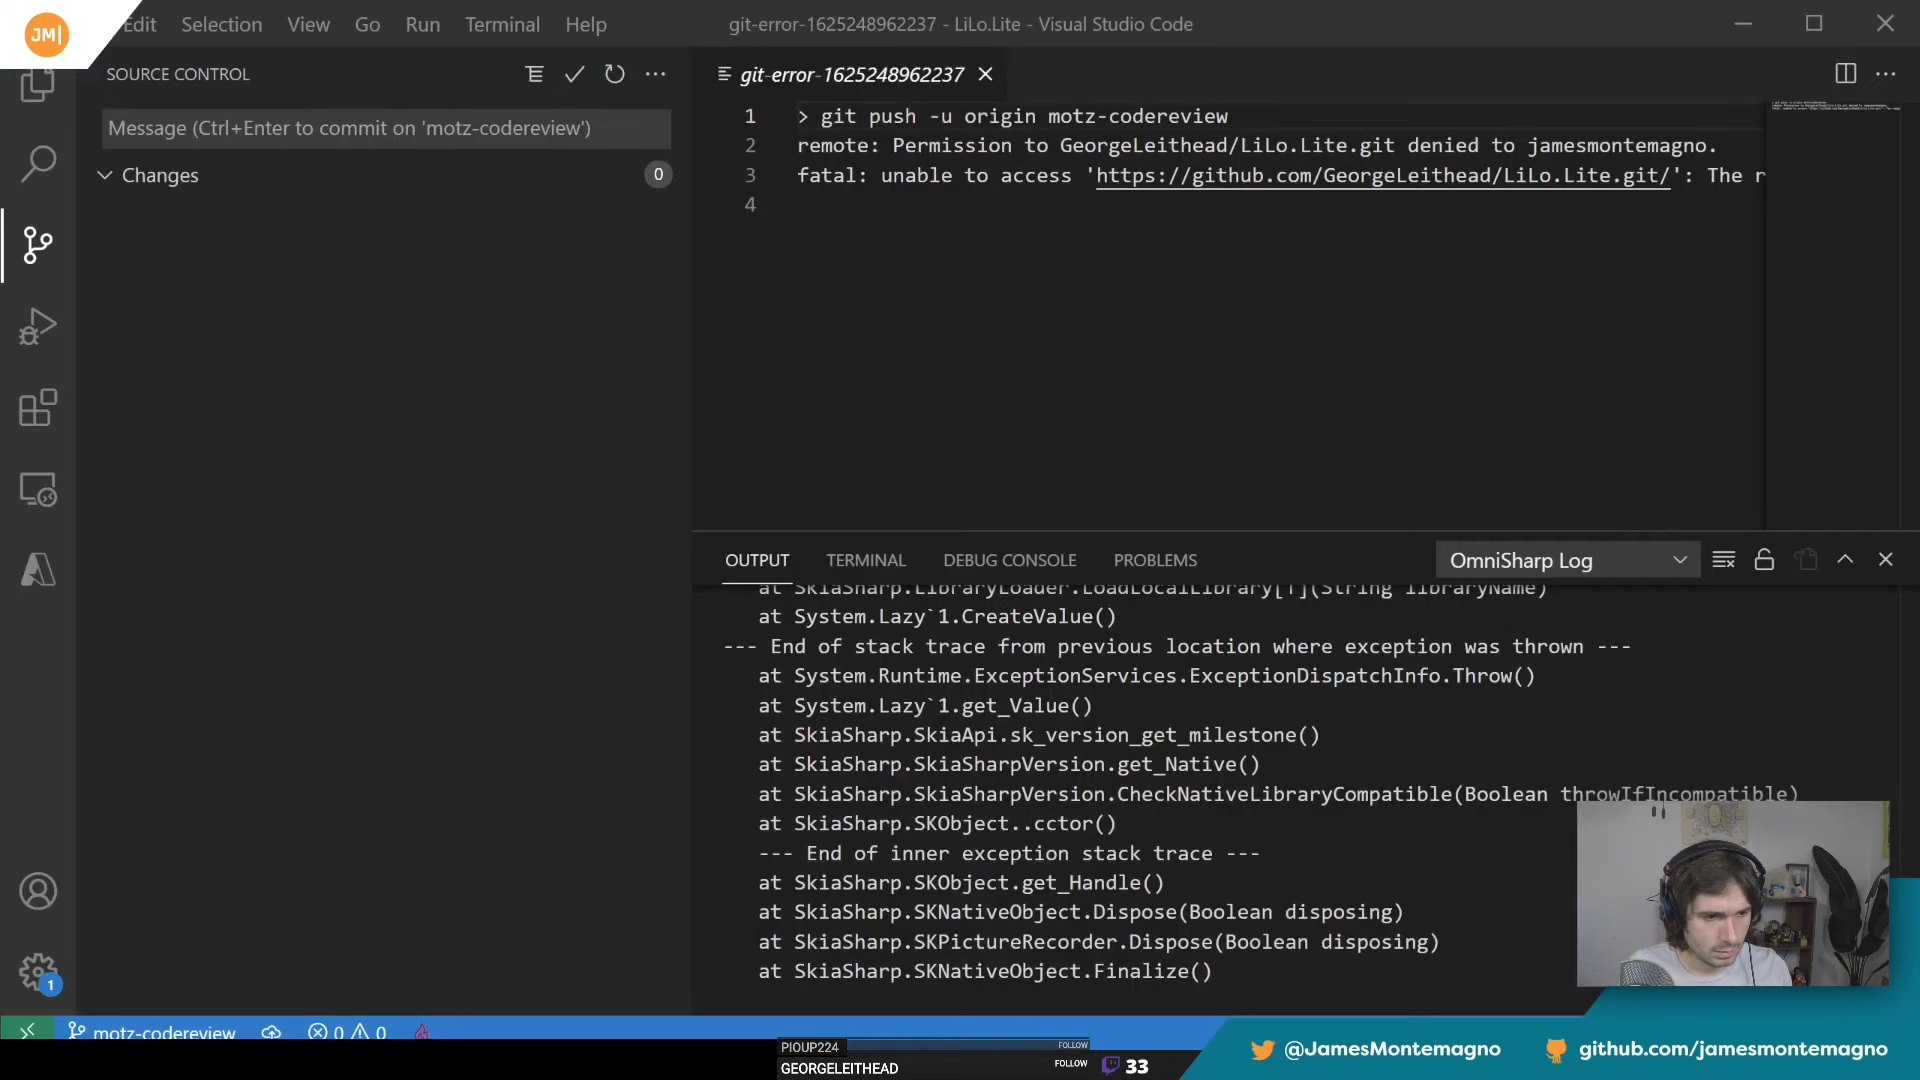 JM|
Edit Selection View Go Run Terminal Help
git-error-1625248962237 - LiLo.Lite - Visual Studio Code
SOURCE CONTROL
Message (Ctrl+Enter to commit on 'motz-codereview')
Changes
0
git-error-1625248962237
1 > git push -u origin motz-codereview
2 remote: Permission to GeorgeLeithead/LiLo.Lite.git denied to jamesmontemagno.
3 fatal: unable to access 'https://github.com/GeorgeLeithead/LiLo.Lite.git/': The r
4
OUTPUT TERMINAL DEBUG CONSOLE PROBLEMS
OmniSharp Log
at SkiaSharp.LibraryLoader.LoadLocalLibrary[T](String libraryName)
at System.Lazy`1.CreateValue()
--- End of stack trace from previous location where exception was thrown ---
at System.Runtime.ExceptionServices.ExceptionDispatchInfo.Throw()
at System.Lazy`1.get_Value()
at SkiaSharp.SkiaApi.sk_version_get_milestone()
at SkiaSharp.SkiaSharpVersion.get_Native()
at SkiaSharp.SkiaSharpVersion.CheckNativeLibraryCompatible(Boolean throwIfIncompatible)
at SkiaSharp.SKObject..cctor()
--- End of inner exception stack trace ---
at SkiaSharp.SKObject.get_Handle()
at SkiaSharp.SKNativeObject.Dispose(Boolean disposing)
at SkiaSharp.SKPictureRecorder.Dispose(Boolean disposing)
at SkiaSharp.SKNativeObject.Finalize()
1
motz-codereview
0 0
PIOUP224 FOLLOW
GEORGELEITHEAD FOLLOW
33
@JamesMontemagno
github.com/jamesmontemagno